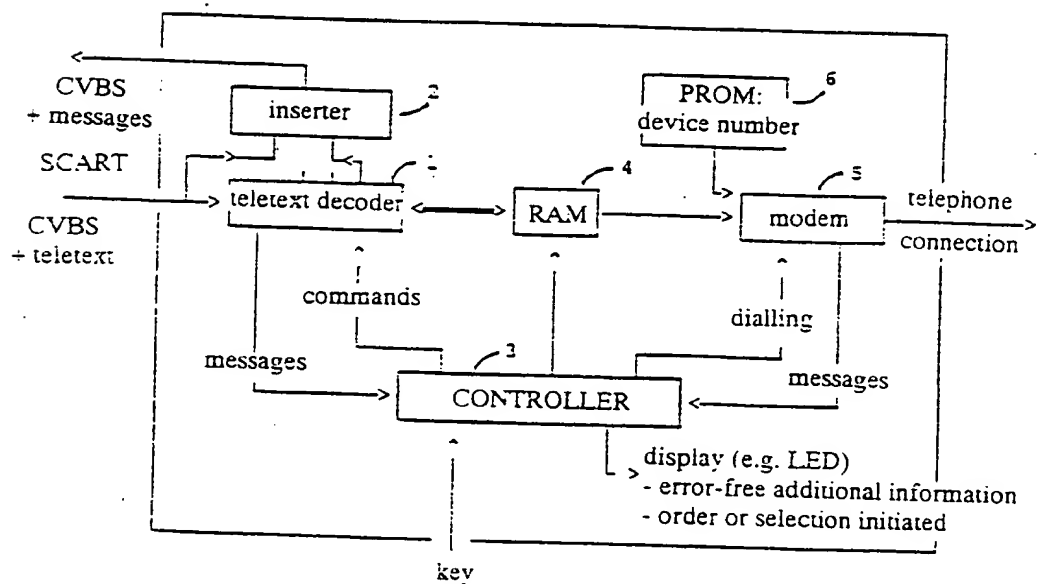 CVBS
+ messages
SCART
CVBS
+ teletext
inserter
2
teletext decoder
1
RAM
4
PROM:
device number
6
modem
5
telephone
connection
commands
messages
dialling
messages
CONTROLLER
3
display (e.g. LED)
- error-free additional information
- order or selection initiated
key